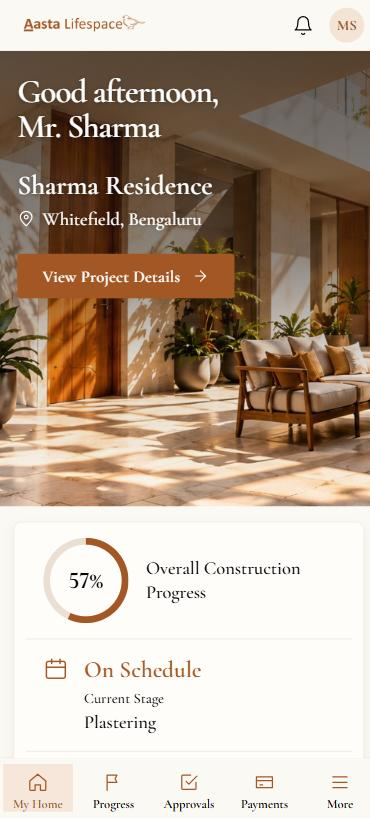 Aasta Lifespace
MS
Good afternoon,
Mr. Sharma
Sharma Residence
Whitefield, Bengaluru
View Project Details
57%
Overall Construction
Progress
On Schedule
Current Stage
Plastering
My Home
Progress
Approvals
Payments
More